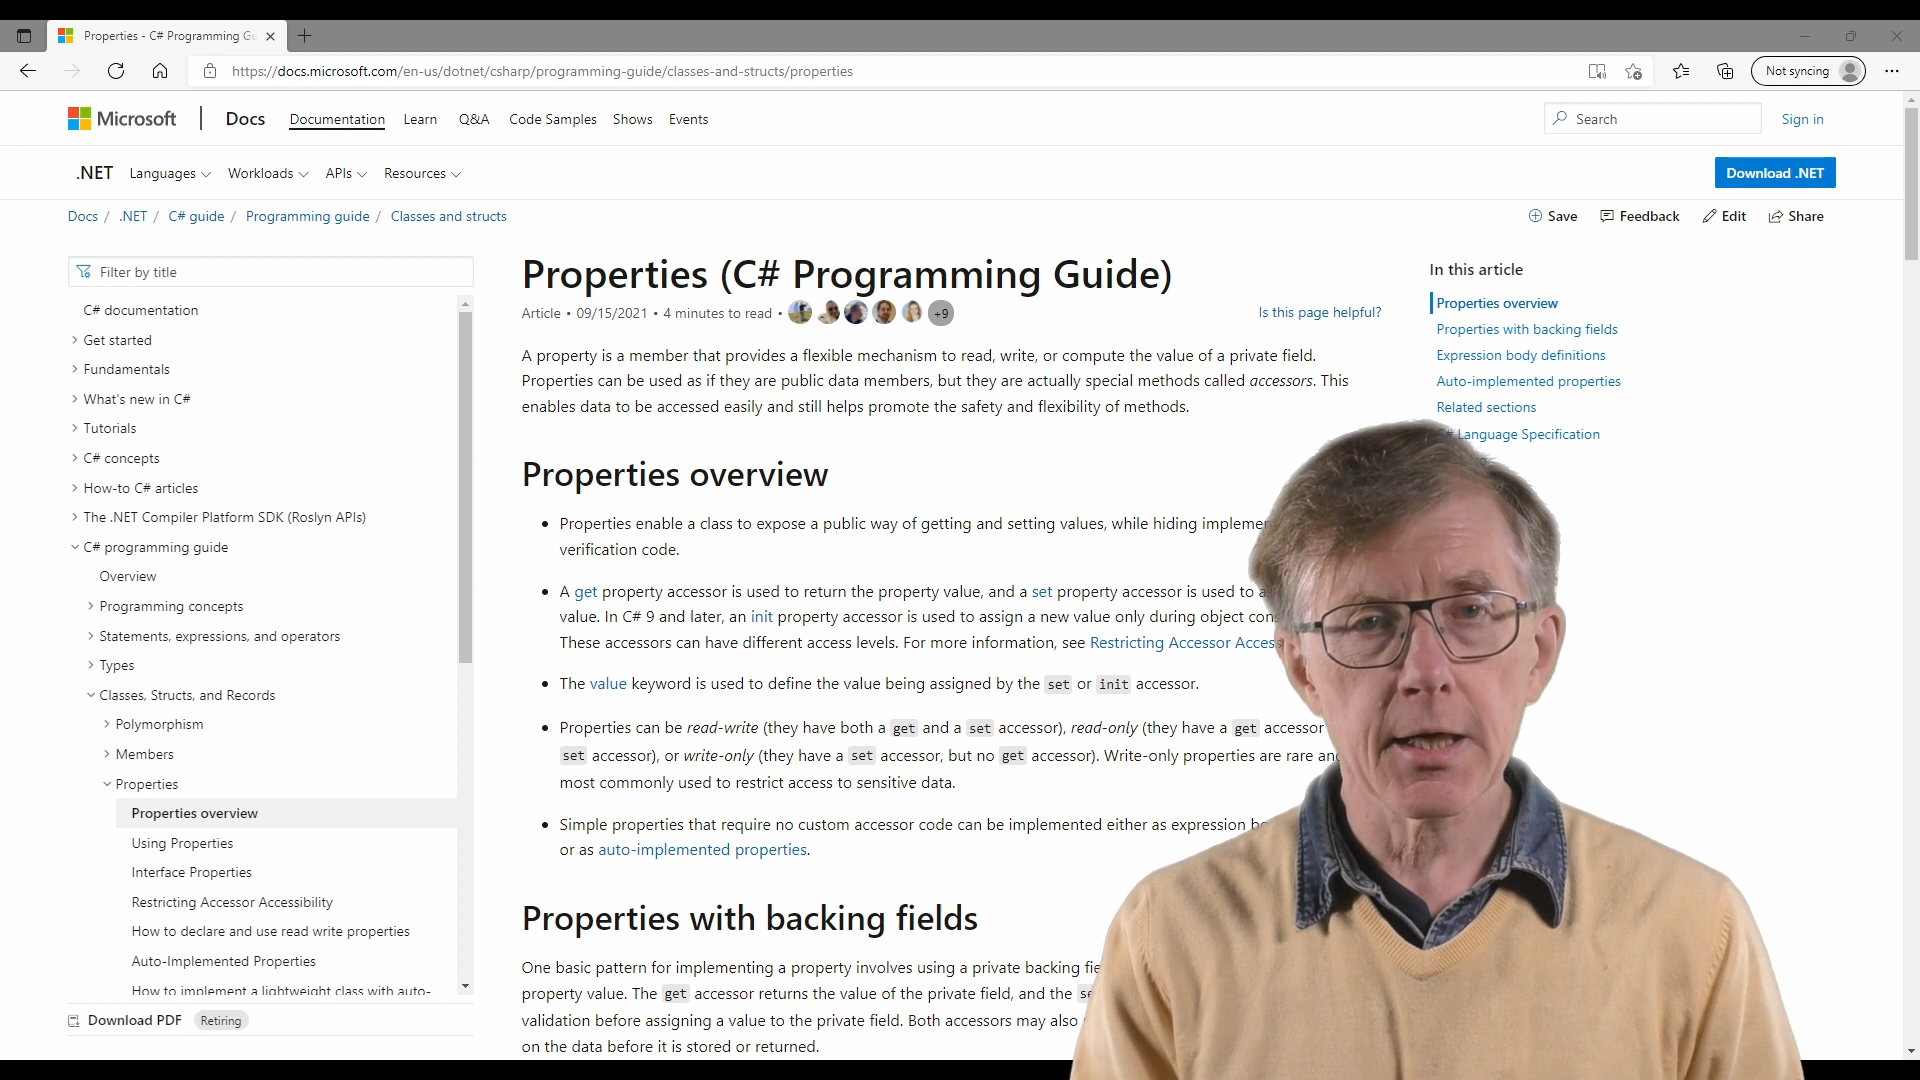 Properties - C# Programming Gu
https://docs.microsoft.com/en-us/dotnet/csharp/programming-guide/classes-and-structs/properties
Not syncing
Microsoft
Docs
Documentation
Learn
Q&A
Code Samples
Shows
Events
Search
Sign in
.NET
Languages
Workloads
APIs
Resources
Download .NET
Docs / .NET / C# guide / Programming guide / Classes and structs
Save
Feedback
Edit
Share
Filter by title
C# documentation
Get started
Fundamentals
What's new in C#
Tutorials
C# concepts
How-to C# articles
The .NET Compiler Platform SDK (Roslyn APIs)
C# programming guide
Overview
Programming concepts
Statements, expressions, and operators
Types
Classes, Structs, and Records
Polymorphism
Members
Properties
Properties overview
Using Properties
Interface Properties
Restricting Accessor Accessibility
How to declare and use read write properties
Auto-Implemented Properties
How to implement a lightweight class with auto-
Download PDF
Retiring
Properties (C# Programming Guide)
Article • 09/15/2021 • 4 minutes to read •
+9
Is this page helpful?
A property is a member that provides a flexible mechanism to read, write, or compute the value of a private field.
Properties can be used as if they are public data members, but they are actually special methods called accessors. This
enables data to be accessed easily and still helps promote the safety and flexibility of methods.
Properties overview
• Properties enable a class to expose a public way of getting and setting values, while hiding implemen
verification code.
• A get property accessor is used to return the property value, and a set property accessor is used to
value. In C# 9 and later, an init property accessor is used to assign a new value only during object cons
These accessors can have different access levels. For more information, see Restricting Accessor Access
• The value keyword is used to define the value being assigned by the set or init accessor.
• Properties can be read-write (they have both a get and a set accessor), read-only (they have a get accessor
set accessor), or write-only (they have a set accessor, but no get accessor). Write-only properties are rare and
most commonly used to restrict access to sensitive data.
• Simple properties that require no custom accessor code can be implemented either as expression
or as auto-implemented properties.
Properties with backing fields
One basic pattern for implementing a property involves using a private backing fie
property value. The get accessor returns the value of the private field, and the se
validation before assigning a value to the private field. Both accessors may also
on the data before it is stored or returned.
In this article
Properties overview
Properties with backing fields
Expression body definitions
Auto-implemented properties
Related sections
Language Specification